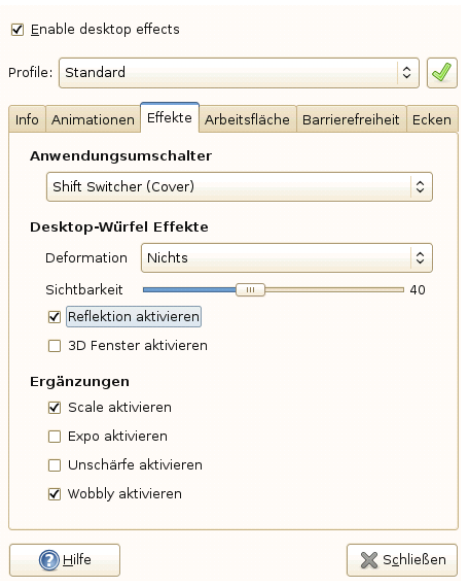 Enable desktop effects
Profile: Standard
Info Animationen Effekte Arbeitsfläche Barrierefreiheit Ecken
Anwendungsumschalter
Shift Switcher (Cover)
Desktop-Würfel Effekte
Deformation Nichts
Sichtbarkeit 40
Reflektion aktivieren
3D Fenster aktivieren
Ergänzungen
Scale aktivieren
Expo aktivieren
Unschärfe aktivieren
Wobbly aktivieren
Hilfe Schließen